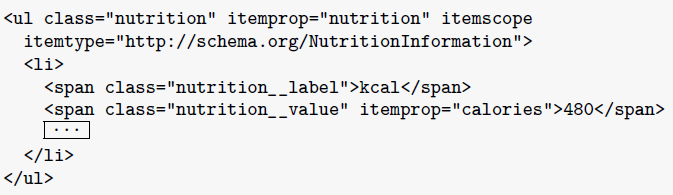 <ul class="nutrition" itemprop="nutrition" itemscope
itemtype="http://schema.org/NutritionInformation">
<li>
<span class="nutrition__label">kcal</span>
<span class="nutrition__value" itemprop="calories">480</span>
...
</li>
</ul>